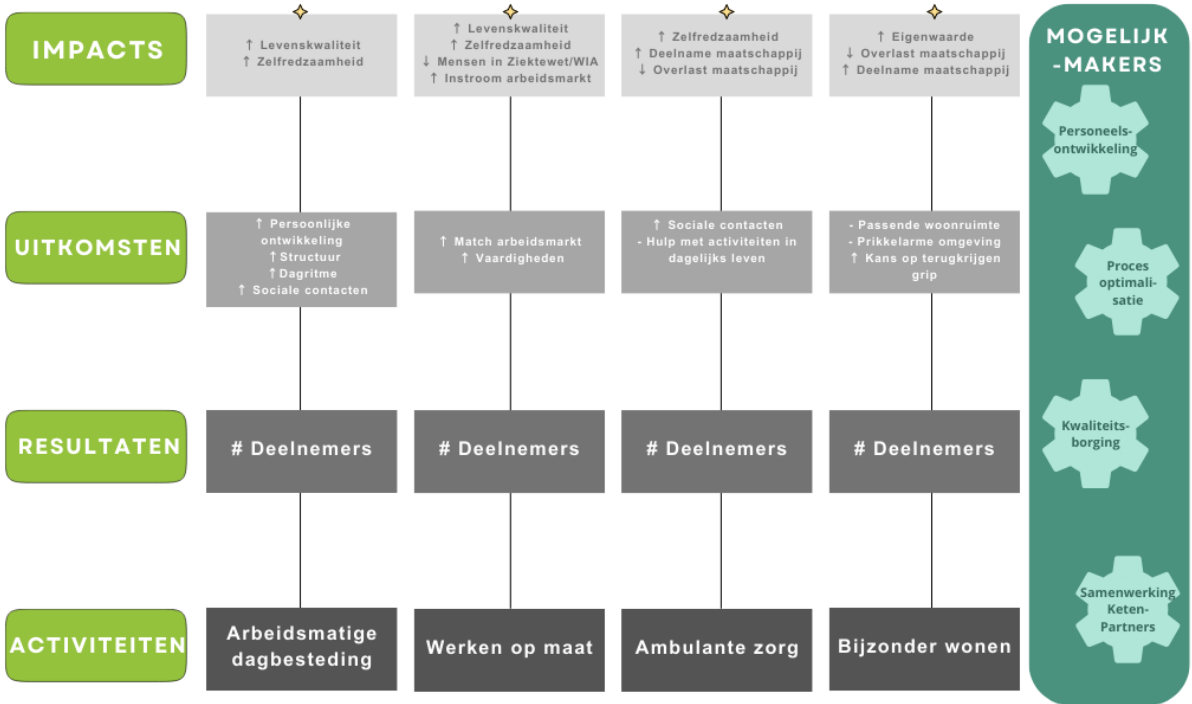 IMPACTS
↑ Levenskwaliteit
↑ Zelfredzaamheid
↑ Levenskwaliteit
↑ Zelfredzaamheid
↓ Mensen in Ziektewet/WIA
↑ Instroom arbeidsmarkt
↑ Zelfredzaamheid
↑ Deelname maatschappij
↓ Overlast maatschappij
↑ Eigenwaarde
↓ Overlast maatschappij
↑ Deelname maatschappij
UITKOMSTEN
↑ Persoonlijke
ontwikkeling
↑Structuur
↑Dagritme
↑ Sociale contacten
↑ Match arbeidsmarkt
↑ Vaardigheden
↑ Sociale contacten
- Hulp met activiteiten in
dagelijks leven
- Passende woonruimte
- Prikkelarme omgeving
↑ Kans op terugkrijgen
grip
RESULTATEN
# Deelnemers
# Deelnemers
# Deelnemers
# Deelnemers
ACTIVITEITEN
Arbeidsmatige
dagbesteding
Werken op maat
Ambulante zorg
Bijzonder wonen
MOGELIJK
-MAKERS
Personeels-
ontwikkeling
Proces
optimali-
satie
Kwaliteits-
borging
Samenwerking
Keten-
Partners